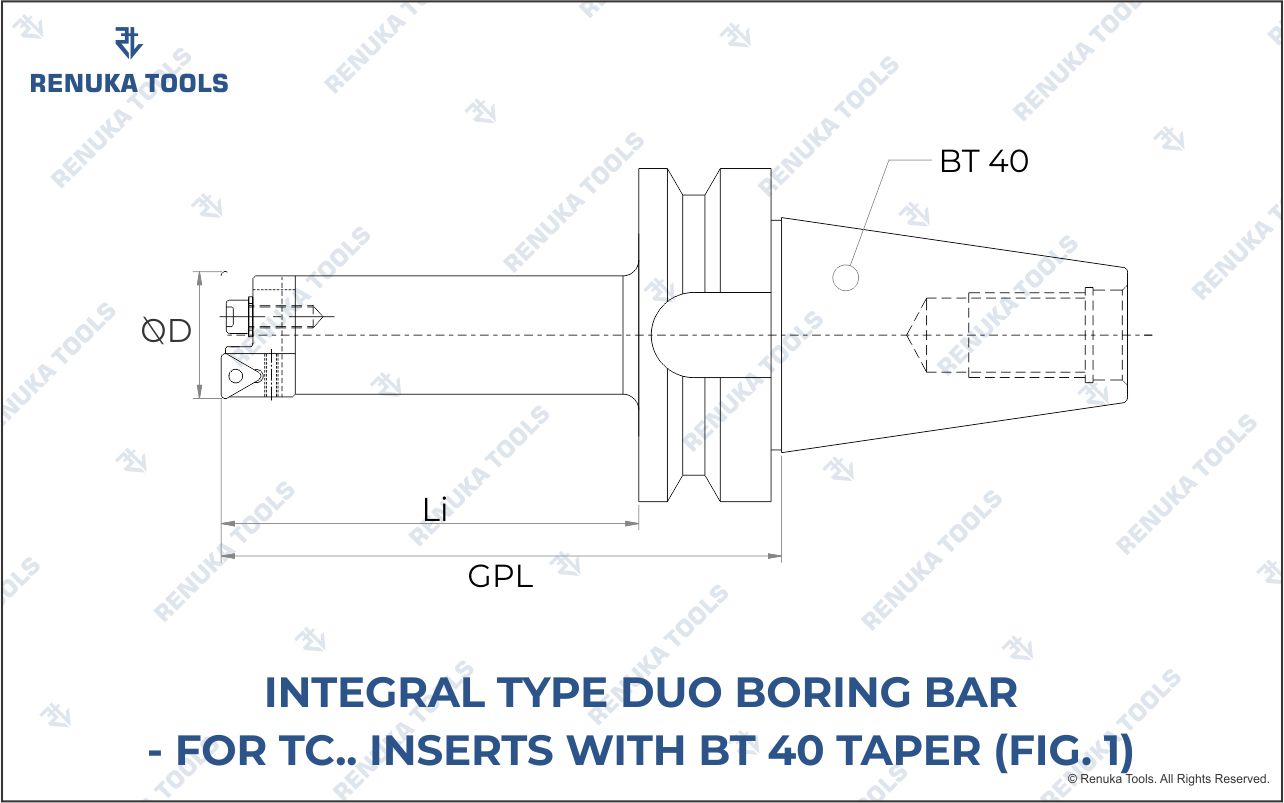 RENUKA TOOLS
BT 40
ØD
Li
GPL
INTEGRAL TYPE DUO BORING BAR
- FOR TC.. INSERTS WITH BT 40 TAPER (FIG. 1)
© Renuka Tools. All Rights Reserved.